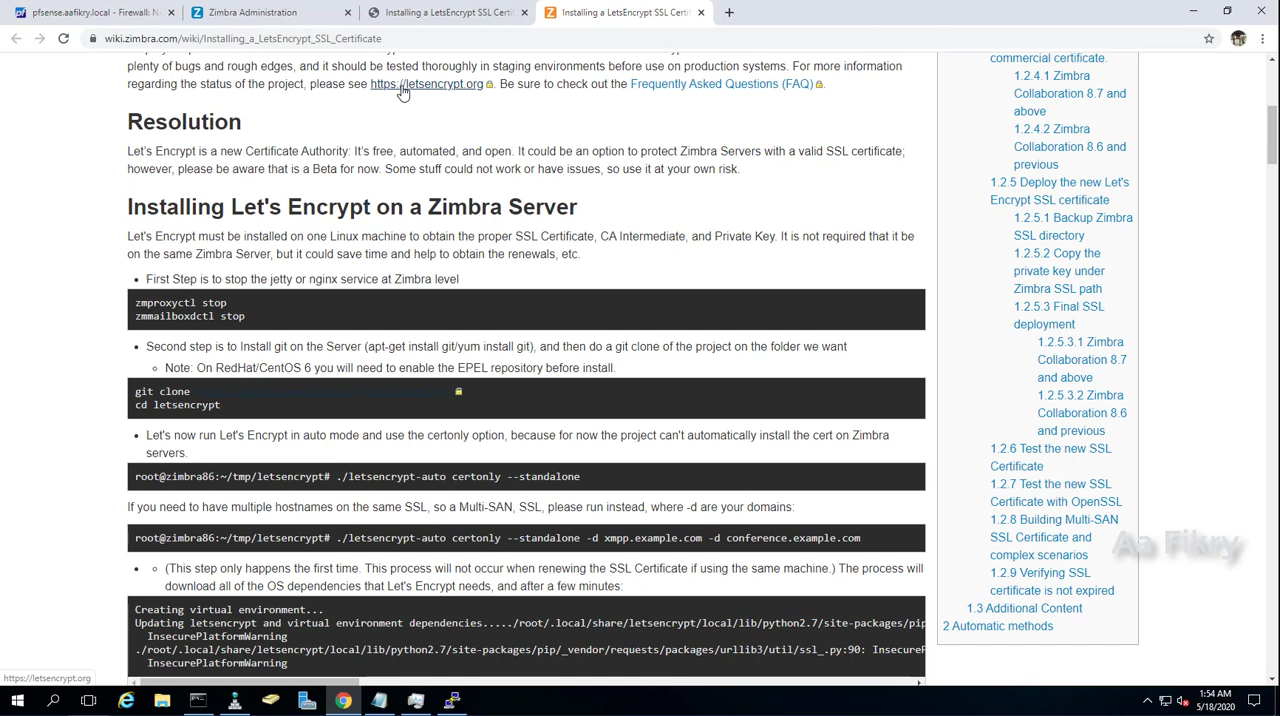 pfsense.aafikry.local - Firewall: N
Zimbra Administration
Installing a LetsEncrypt SSL Certif
Installing a LetsEncrypt SSL Certif
wiki.zimbra.com/wiki/Installing_a_LetsEncrypt_SSL_Certificate
plenty of bugs and rough edges, and it should be tested thoroughly in staging environments before use on production systems. For more information
regarding the status of the project, please see https://letsencrypt.org. Be sure to check out the Frequently Asked Questions (FAQ).
Resolution
Let's Encrypt is a new Certificate Authority: It's free, automated, and open. It could be an option to protect Zimbra Servers with a valid SSL certificate;
however, please be aware that is a Beta for now. Some stuff could not work or have issues, so use it at your own risk.
Installing Let's Encrypt on a Zimbra Server
Let's Encrypt must be installed on one Linux machine to obtain the proper SSL Certificate, CA Intermediate, and Private Key. It is not required that it be
on the same Zimbra Server, but it could save time and help to obtain the renewals, etc.
• First Step is to stop the jetty or nginx service at Zimbra level
zmproxyctl stop
zmmailboxdctl stop
• Second step is to Install git on the Server (apt-get install git/yum install git), and then do a git clone of the project on the folder we want
Note: On RedHat/CentOS 6 you will need to enable the EPEL repository before install.
git clone
cd letsencrypt
• Let's now run Let's Encrypt in auto mode and use the certonly option, because for now the project can't automatically install the cert on Zimbra
servers.
root@zimbra86:~/tmp/letsencrypt# ./letsencrypt-auto certonly --standalone
If you need to have multiple hostnames on the same SSL, so a Multi-SAN, SSL, please run instead, where -d are your domains:
root@zimbra86:~/tmp/letsencrypt# ./letsencrypt-auto certonly --standalone -d xmpp.example.com -d conference.example.com
(This step only happens the first time. This process will not occur when renewing the SSL Certificate if using the same machine.) The process will
download all of the OS dependencies that Let's Encrypt needs, and after a few minutes:
Creating virtual environment...
Updating letsencrypt and virtual environment dependencies...../root/.local/share/letsencrypt/local/lib/python2.7/site-packages/pip
InsecurePlatformWarning
./root/.local/share/letsencrypt/local/lib/python2.7/site-packages/pip/_vendor/requests/packages/urllib3/util/ssl_.py:90: InsecureP
InsecurePlatformWarning
commercial certificate.
1.2.4.1 Zimbra
Collaboration 8.7 and
above
1.2.4.2 Zimbra
Collaboration 8.6 and
previous
1.2.5 Deploy the new Let's
Encrypt SSL certificate
1.2.5.1 Backup Zimbra
SSL directory
1.2.5.2 Copy the
private key under
Zimbra SSL path
1.2.5.3 Final SSL
deployment
1.2.5.3.1 Zimbra
Collaboration 8.7
and above
1.2.5.3.2 Zimbra
Collaboration 8.6
and previous
1.2.6 Test the new SSL
Certificate
1.2.7 Test the new SSL
Certificate with OpenSSL
1.2.8 Building Multi-SAN
SSL Certificate and
complex scenarios
1.2.9 Verifying SSL
certificate is not expired
1.3 Additional Content
2 Automatic methods
Aa Fikry
https://letsencrypt.org
1:54 AM
5/18/2020